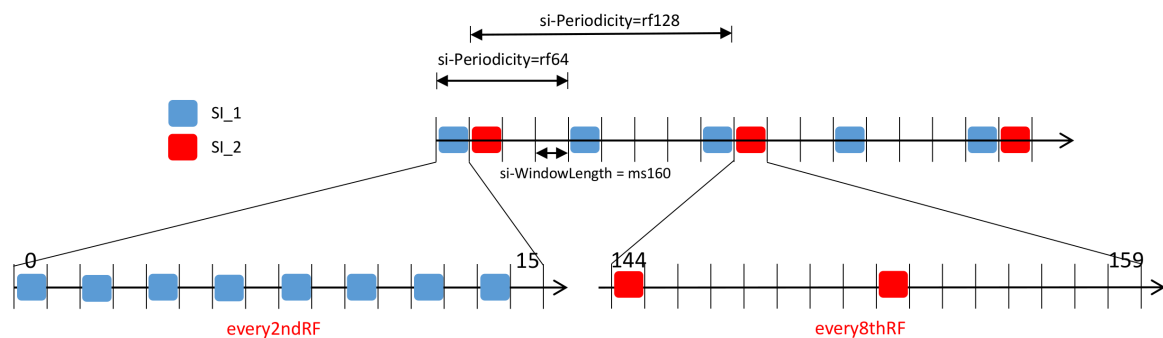 si-Periodicity=rf128
si-Periodicity=rf64
SI_1
SI_2
si-WindowLength = ms160
0
15
144
159
every2ndRF
every8thRF